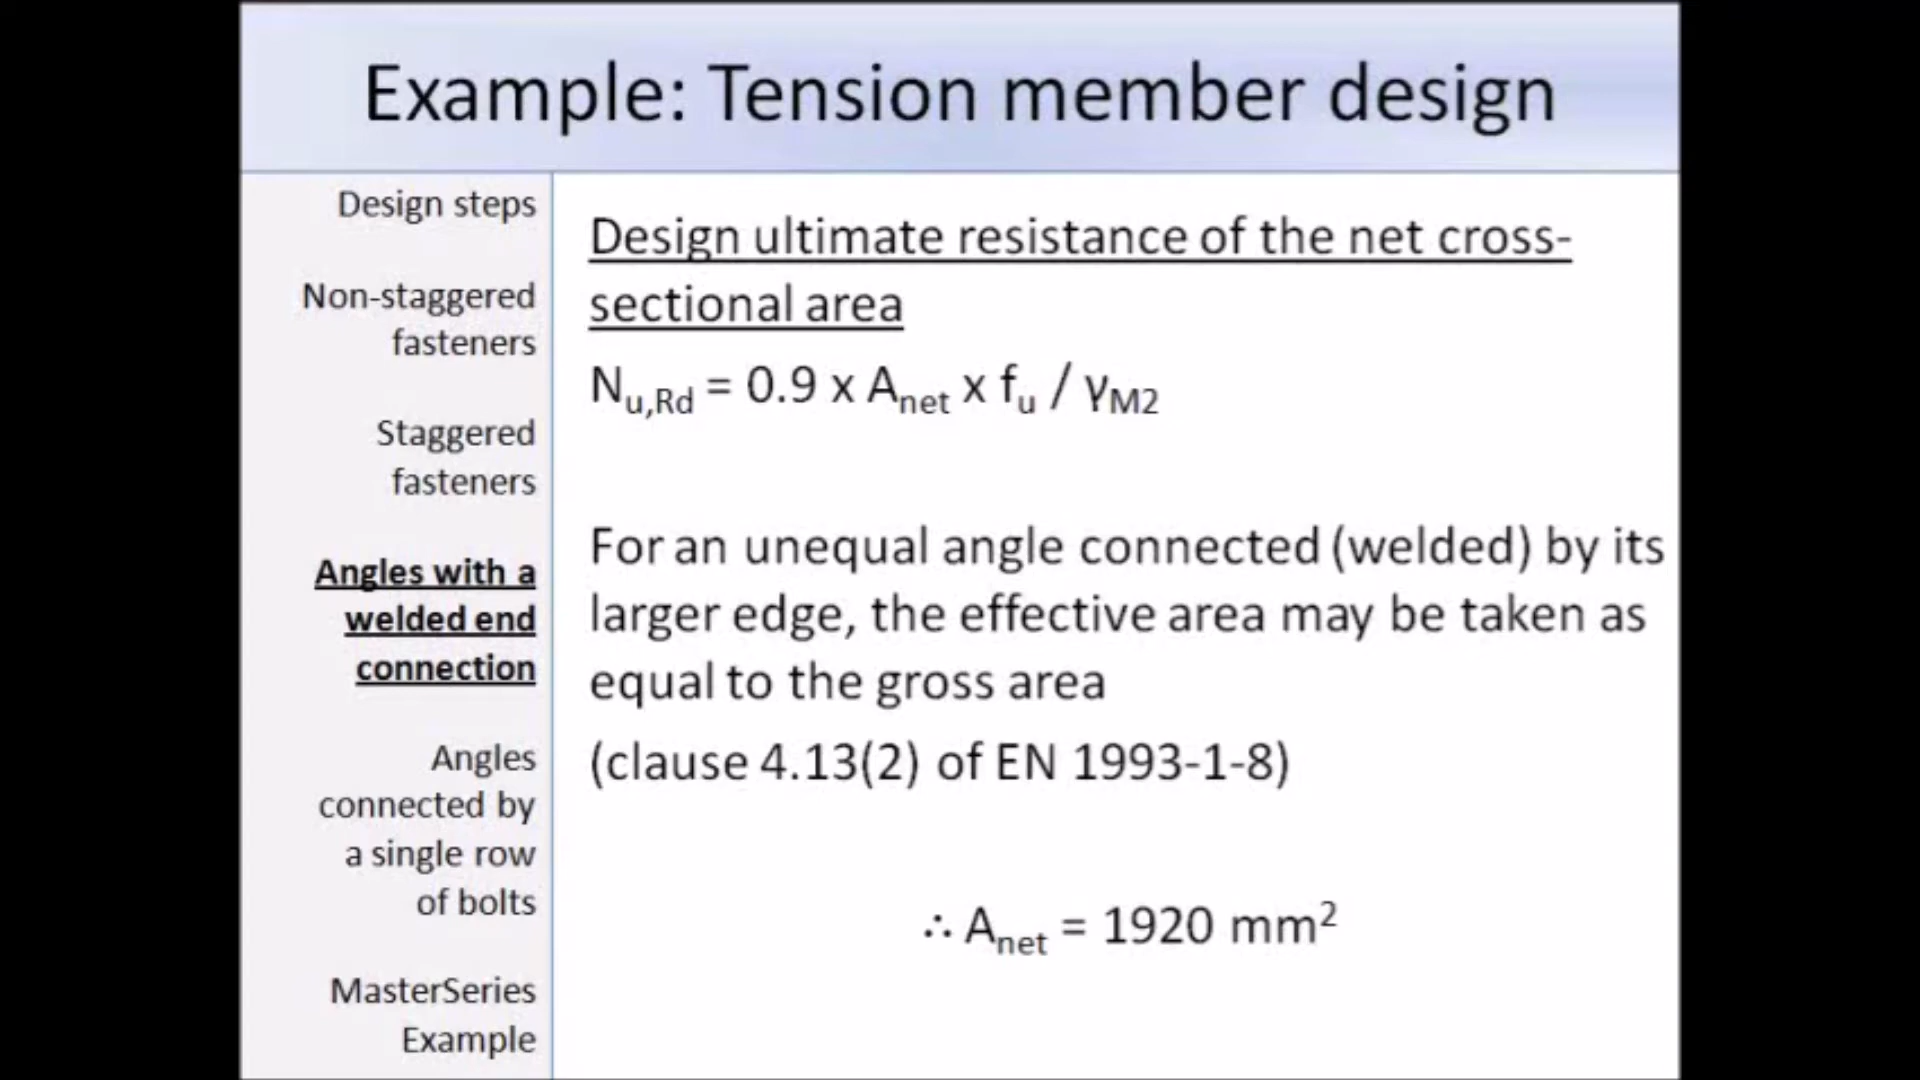 Example: Tension member design
Design steps
Non-staggered
fasteners
Staggered
fasteners
Angles with a
welded end
connection
Angles
connected by
a single row
of bolts
MasterSeries
Example
Design ultimate resistance of the net cross-
sectional area
Nu,Rd = 0.9 x Anet x fu / γM2
For an unequal angle connected (welded) by its
larger edge, the effective area may be taken as
equal to the gross area
(clause 4.13(2) of EN 1993-1-8)
∴ Anet = 1920 mm²